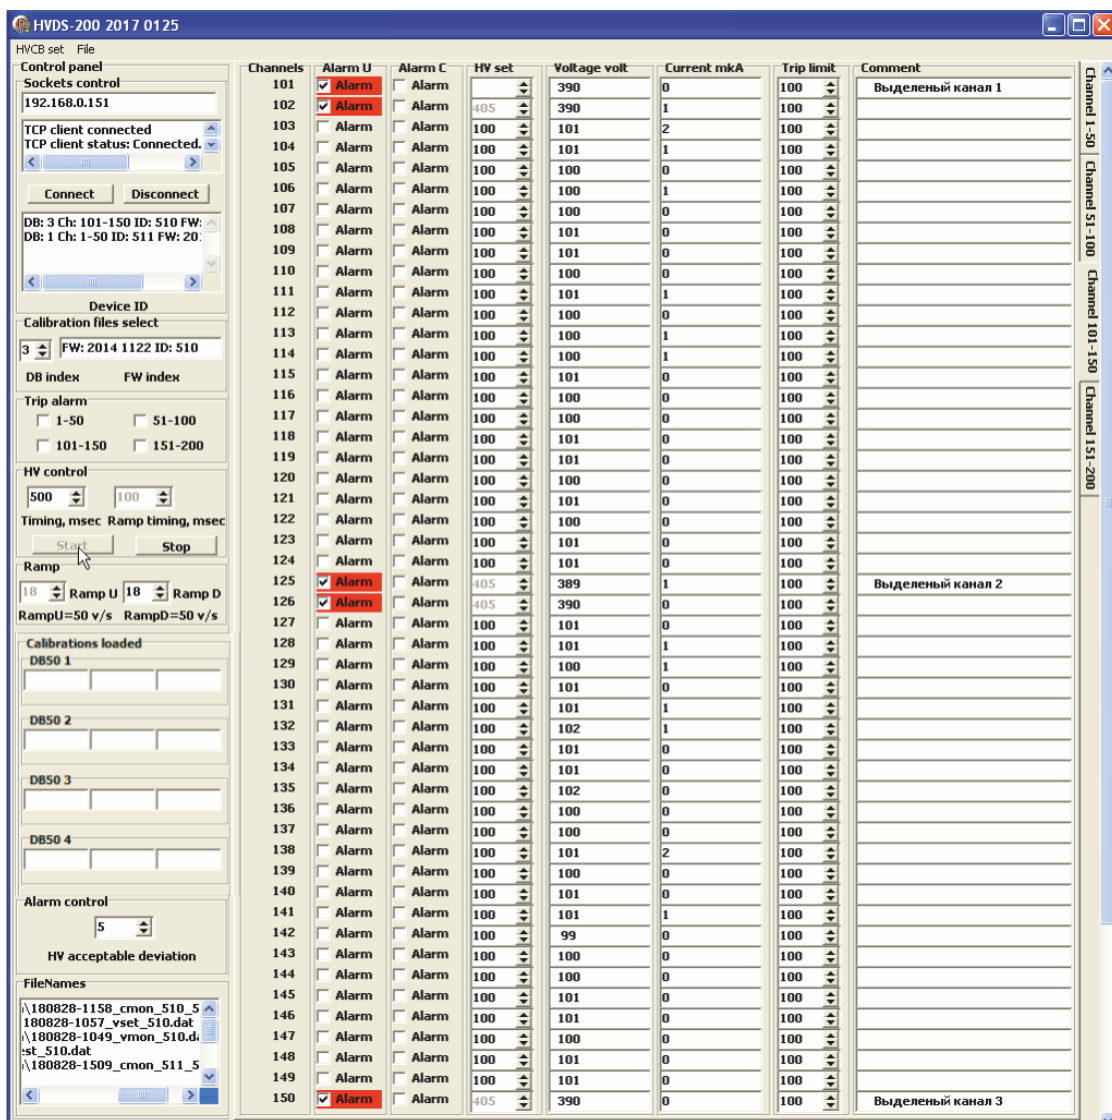 HVDS-200 2017 0125
HVCB set File
Control panel
Sockets control
192.168.0.151
TCP client connected
TCP client status: Connected.
Connect Disconnect
DB: 3 Ch: 101-150 ID: 510 FW:
DB: 1 Ch: 1-50 ID: 511 FW: 20
Device ID
Calibration files select
3 FW: 2014 1122 ID: 510
DB index FW index
Trip alarm
1-50 51-100
101-150 151-200
HV control
500 100
Timing, msec Ramp timing, msec
Start Stop
Ramp
18 Ramp U 18 Ramp D
RampU=50 v/s RampD=50 v/s
Calibrations loaded
DB50 1
DB50 2
DB50 3
DB50 4
Alarm control
5
HV acceptable deviation
FileNames
\180828-1158_cmon_510_5
180828-1057_vset_510.dat
\180828-1049_vmon_510.d
st_510.dat
\180828-1509_cmon_511_5
Channels Alarm U Alarm C HV set Voltage volt Current mkA Trip limit Comment
101 Alarm Alarm 390 0 100 Выделеный канал 1
102 Alarm Alarm 405 390 1 100
103 Alarm Alarm 100 101 2 100
104 Alarm Alarm 100 101 1 100
105 Alarm Alarm 100 100 0 100
106 Alarm Alarm 100 100 1 100
107 Alarm Alarm 100 100 0 100
108 Alarm Alarm 100 101 0 100
109 Alarm Alarm 100 101 0 100
110 Alarm Alarm 100 100 0 100
111 Alarm Alarm 100 101 1 100
112 Alarm Alarm 100 100 0 100
113 Alarm Alarm 100 100 1 100
114 Alarm Alarm 100 100 1 100
115 Alarm Alarm 100 101 0 100
116 Alarm Alarm 100 100 0 100
117 Alarm Alarm 100 100 0 100
118 Alarm Alarm 100 101 0 100
119 Alarm Alarm 100 101 0 100
120 Alarm Alarm 100 100 0 100
121 Alarm Alarm 100 101 0 100
122 Alarm Alarm 100 100 0 100
123 Alarm Alarm 100 101 0 100
124 Alarm Alarm 100 101 0 100
125 Alarm Alarm 405 389 1 100 Выделеный канал 2
126 Alarm Alarm 405 390 0 100
127 Alarm Alarm 100 101 0 100
128 Alarm Alarm 100 101 1 100
129 Alarm Alarm 100 100 1 100
130 Alarm Alarm 100 101 0 100
131 Alarm Alarm 100 101 1 100
132 Alarm Alarm 100 102 1 100
133 Alarm Alarm 100 101 0 100
134 Alarm Alarm 100 101 0 100
135 Alarm Alarm 100 102 0 100
136 Alarm Alarm 100 100 0 100
137 Alarm Alarm 100 100 0 100
138 Alarm Alarm 100 101 2 100
139 Alarm Alarm 100 100 0 100
140 Alarm Alarm 100 101 0 100
141 Alarm Alarm 100 101 1 100
142 Alarm Alarm 100 99 0 100
143 Alarm Alarm 100 100 0 100
144 Alarm Alarm 100 100 0 100
145 Alarm Alarm 100 101 0 100
146 Alarm Alarm 100 101 0 100
147 Alarm Alarm 100 100 0 100
148 Alarm Alarm 100 101 0 100
149 Alarm Alarm 100 101 0 100
150 Alarm Alarm 405 390 0 100 Выделеный канал 3
Channel 1-50
Channel 51-100
Channel 101-150
Channel 151-200